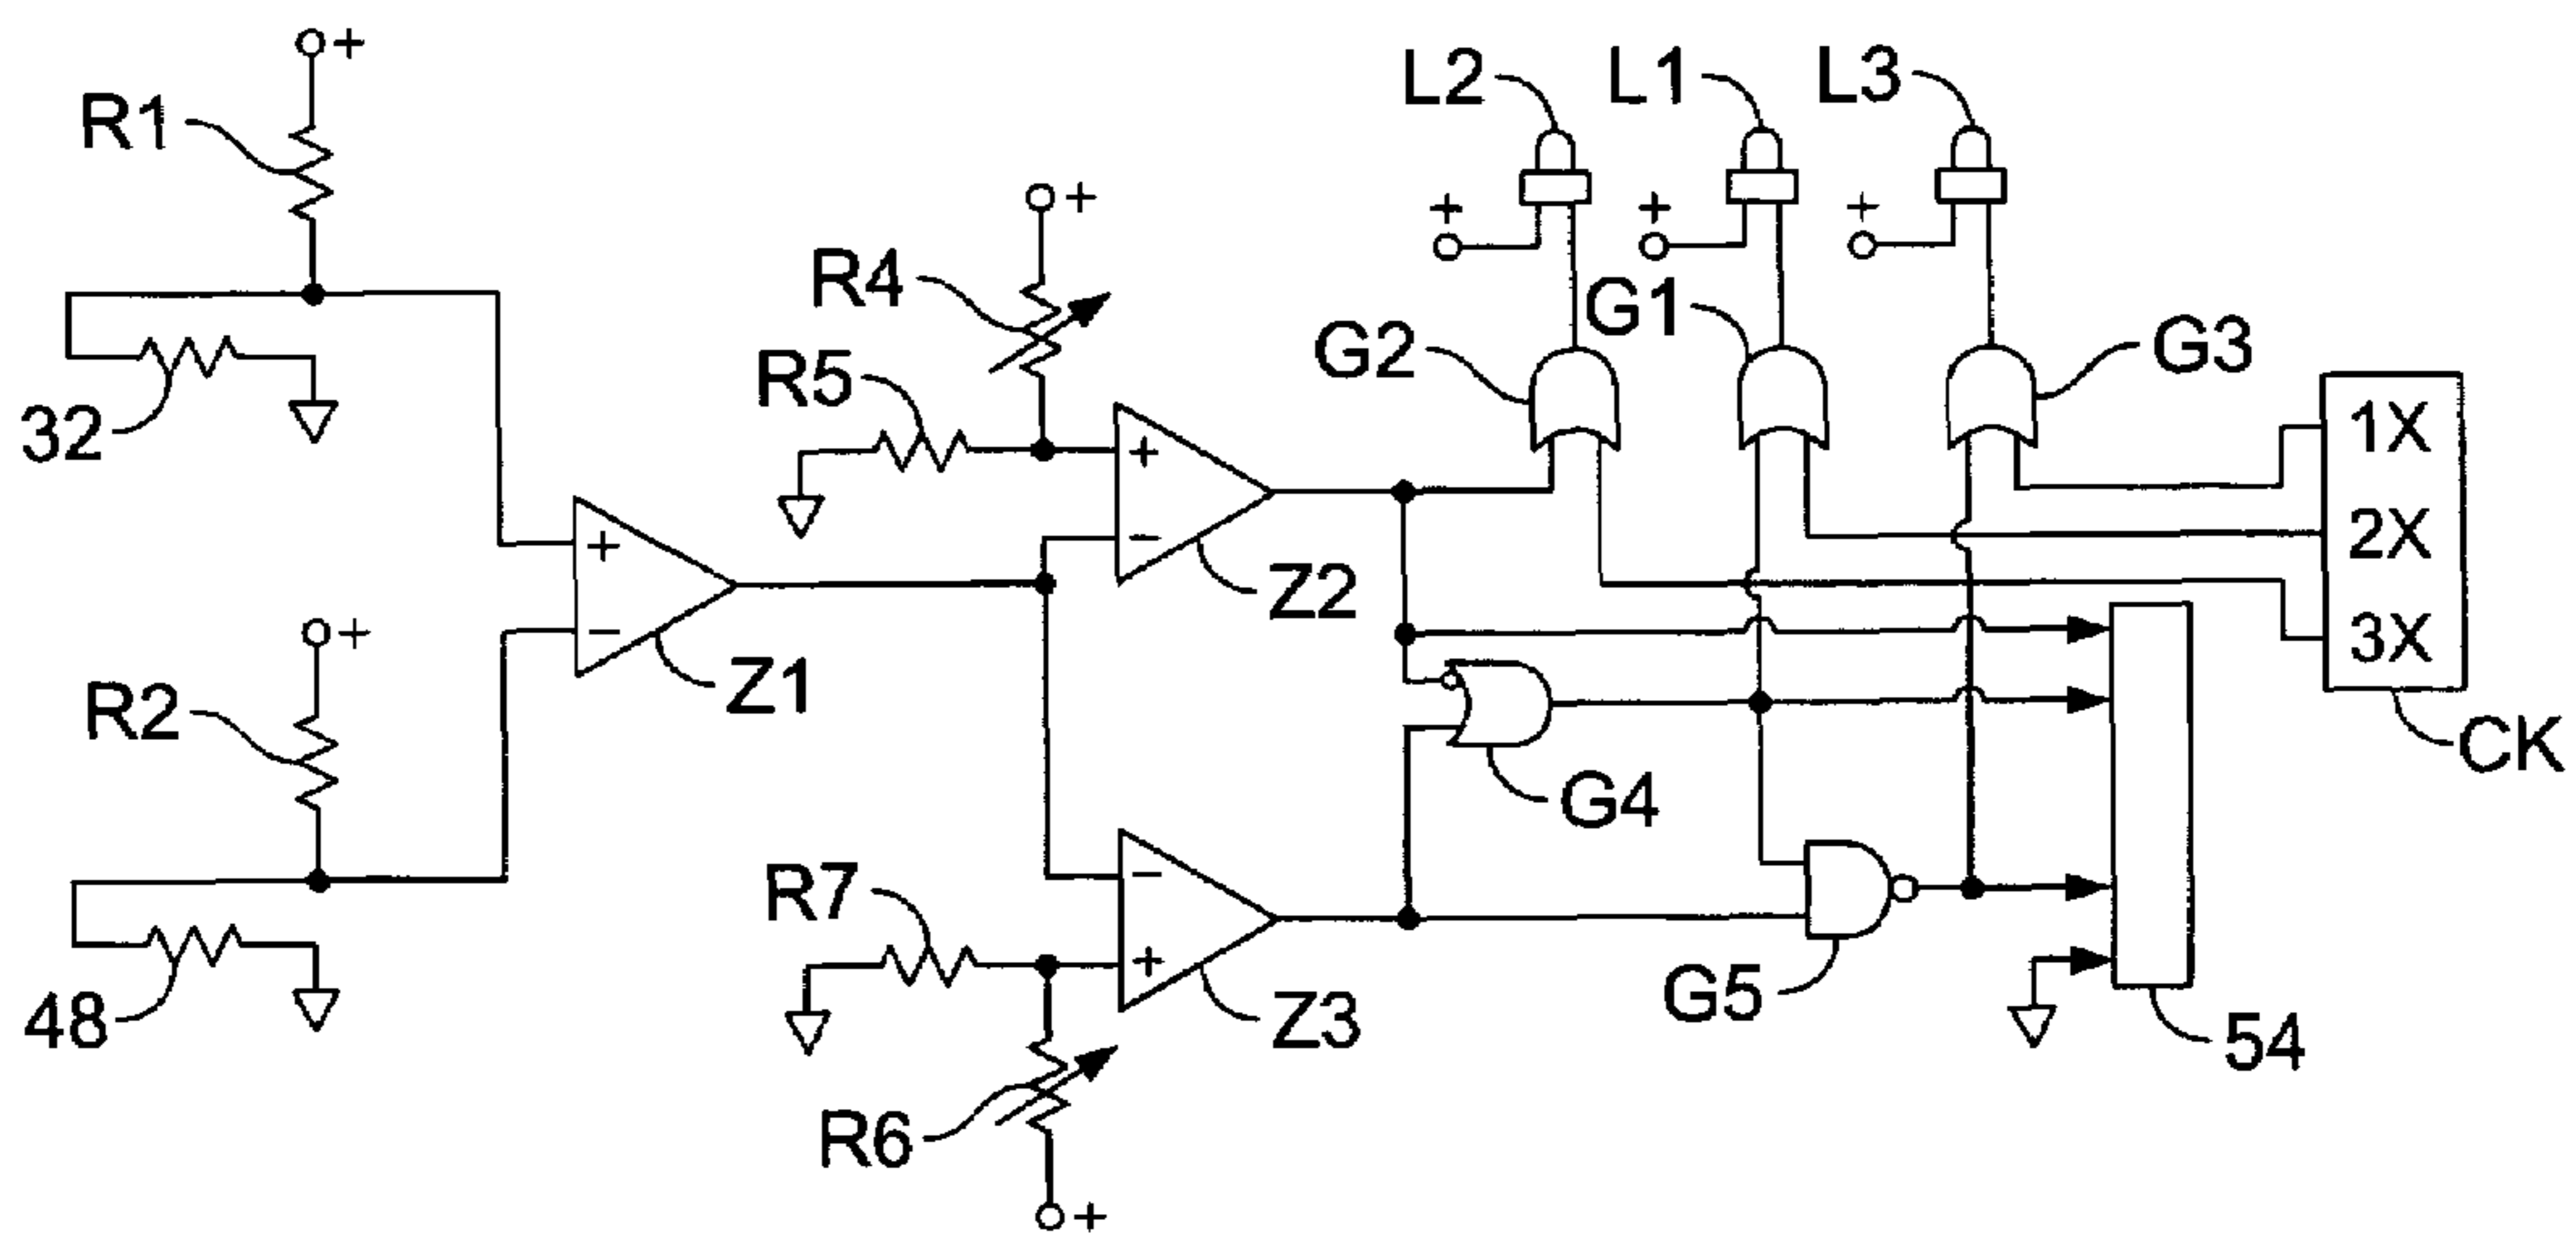 L2 L1 L3
+
R1
+
R4
+ + +
G1
G2
G3
R5
32
1X
2X
3X
+
−
Z2
+
−
Z1
+
R2
CK
G4
R7
−
+
Z3
G5
48
54
R6
+